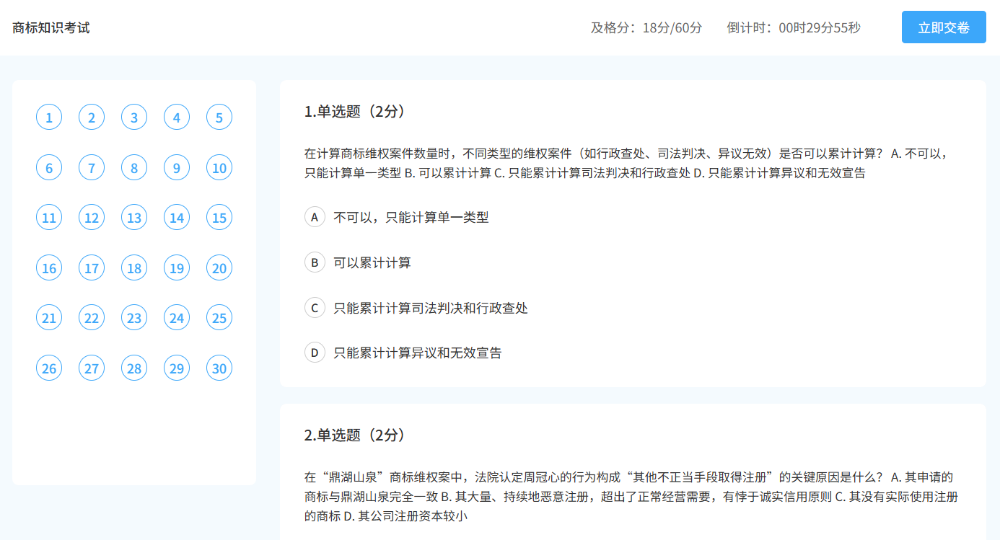 商标知识考试
及格分：18分/60分
倒计时：00时29分55秒
立即交卷
1 2 3 4 5
6 7 8 9 10
11 12 13 14 15
16 17 18 19 20
21 22 23 24 25
26 27 28 29 30
1.单选题（2分）
在计算商标维权案件数量时，不同类型的维权案件（如行政查处、司法判决、异议无效）是否可以累计计算？ A. 不可以，
只能计算单一类型 B. 可以累计计算 C. 只能累计计算司法判决和行政查处 D. 只能累计计算异议和无效宣告
A 不可以，只能计算单一类型
B 可以累计计算
C 只能累计计算司法判决和行政查处
D 只能累计计算异议和无效宣告
2.单选题（2分）
在“鼎湖山泉”商标维权案中，法院认定周冠心的行为构成“其他不正当手段取得注册”的关键原因是什么？ A. 其申请的
商标与鼎湖山泉完全一致 B. 其大量、持续地恶意注册，超出了正常经营需要，有悖于诚实信用原则 C. 其没有实际使用注册
的商标 D. 其公司注册资本较小